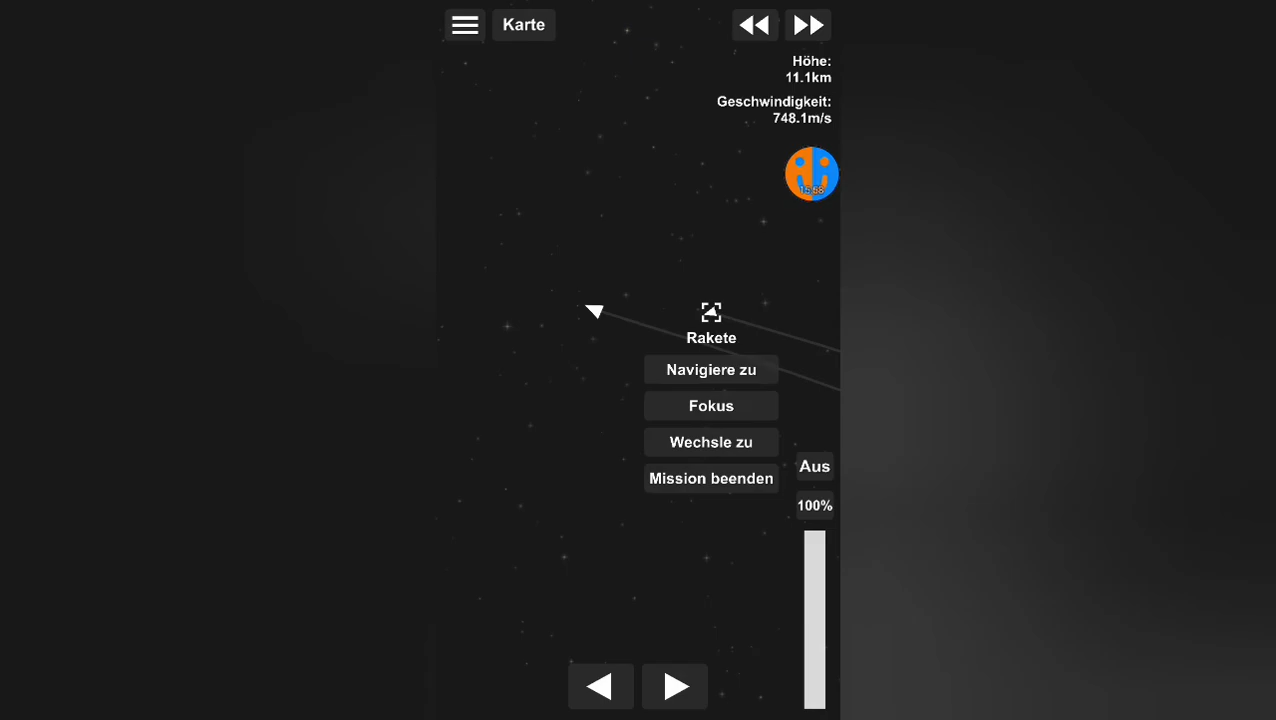 Karte
Höhe:
11.1km
Geschwindigkeit:
748.1m/s
Rakete
Navigiere zu
Fokus
Wechsle zu
Mission beenden
Aus
100%